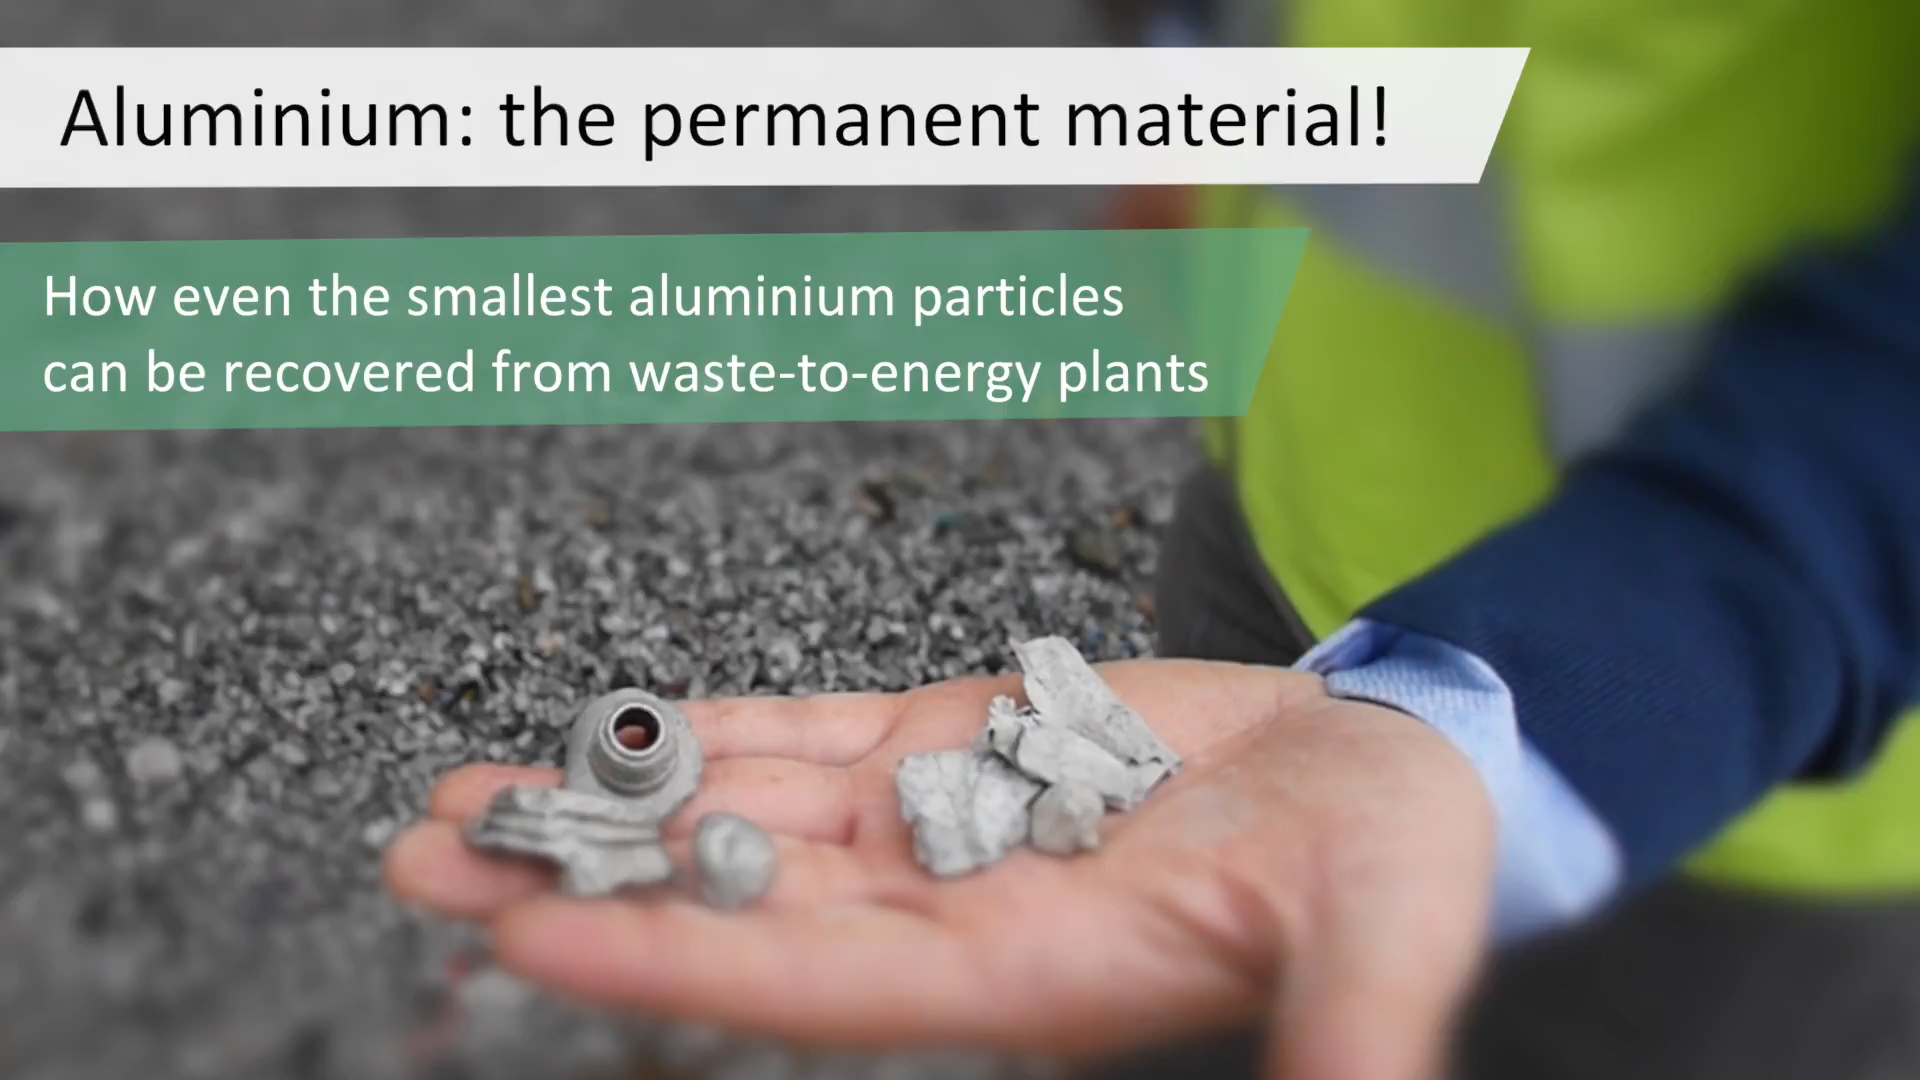 Aluminium: the permanent material!
How even the smallest aluminium particles
can be recovered from waste-to-energy plants